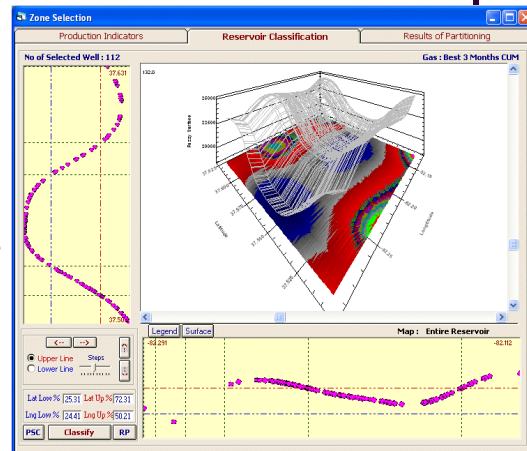 Zone Selection
Production Indicators
Reservoir Classification
Results of Partitioning
No of Selected Well : 112
Gas : Best 3 Months CUM
37.631
Fuzzy Surface
Latitude
Longitude
<--
-->
Upper Line
Steps
Lower Line
Legend
Surface
Map : Entire Reservoir
-82.291
-82.112
Lat Low % 25.31 Lat Up % 72.31
Lng Low % 24.41 Lng Up % 50.21
PSC
Classify
RP